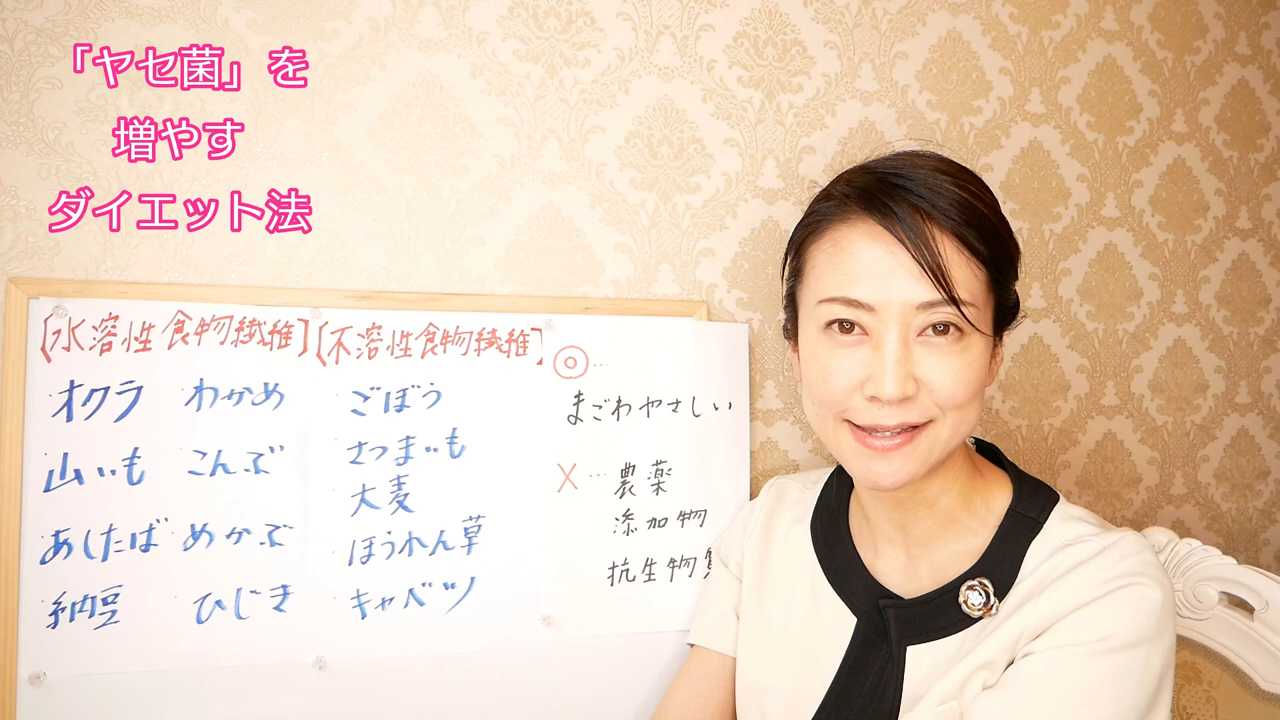 「ヤセ菌」を
増やす
ダイエット法
[水溶性食物繊維]
オクラ わかめ
山いも こんぶ
あしたば めかぶ
納豆 ひじき
[不溶性食物繊維]
ごぼう
さつまいも
大麦
ほうれん草
キャベツ
◎…
まごわやさしい
X…農薬
添加物
抗生物質